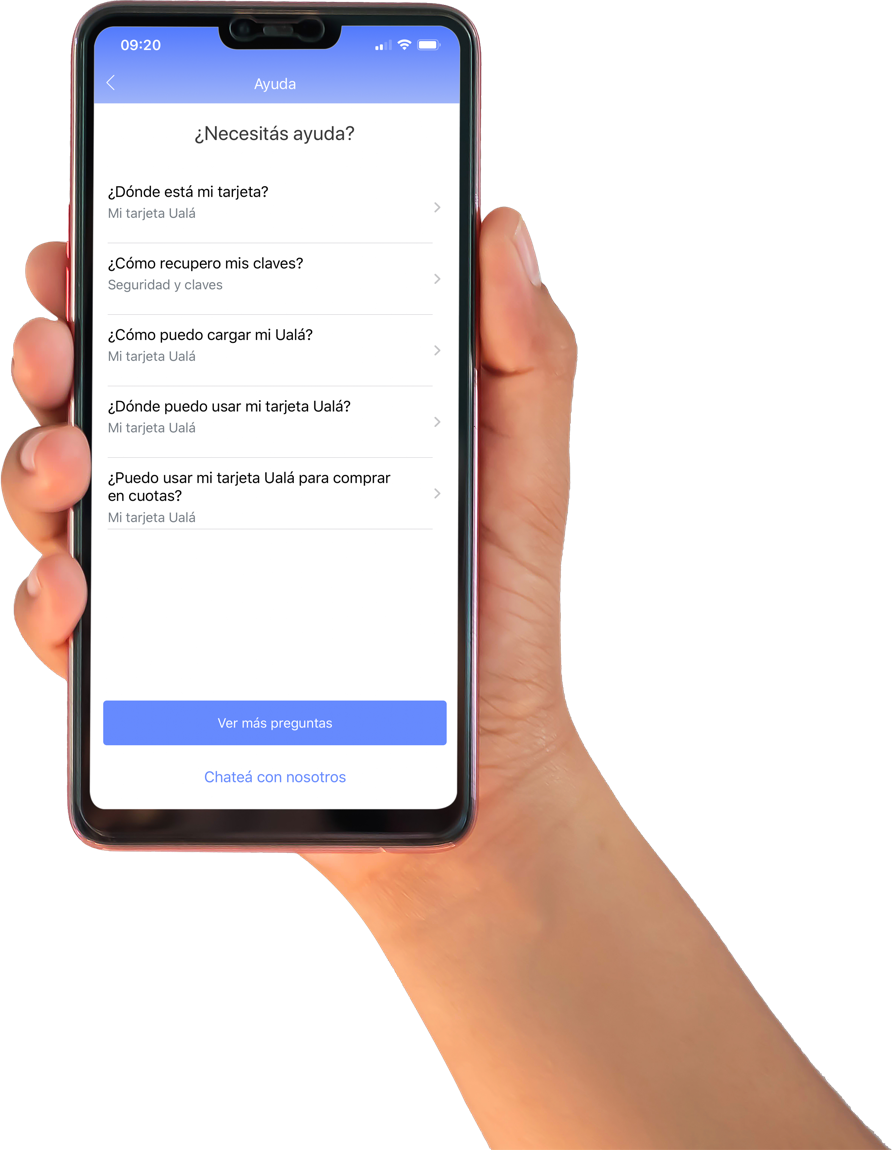 09:20
Ayuda
¿Necesitás ayuda?
¿Dónde está mi tarjeta?
Mi tarjeta Ualá
¿Cómo recupero mis claves?
Seguridad y claves
¿Cómo puedo cargar mi Ualá?
Mi tarjeta Ualá
¿Dónde puedo usar mi tarjeta Ualá?
Mi tarjeta Ualá
¿Puedo usar mi tarjeta Ualá para comprar
en cuotas?
Mi tarjeta Ualá
Ver más preguntas
Chateá con nosotros